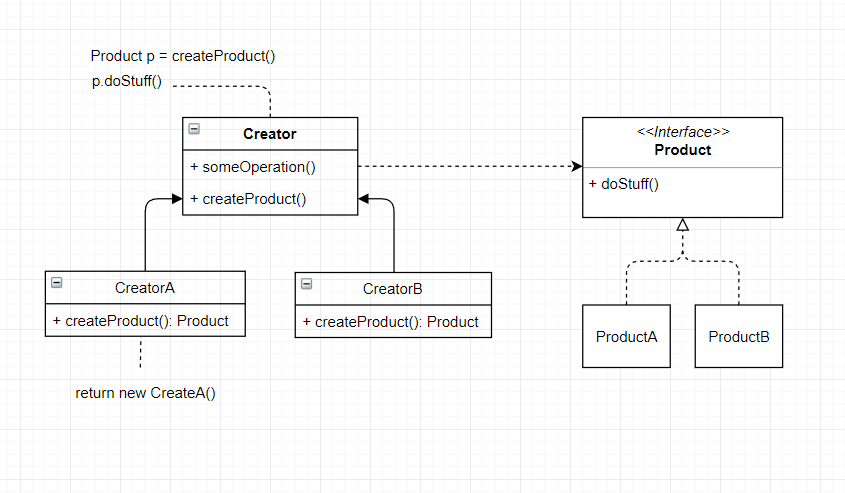 Product p = createProduct()
p.doStuff()
Creator
+ someOperation()
+ createProduct()
<<Interface>>
Product
+ doStuff()
CreatorA
+ createProduct(): Product
CreatorB
+ createProduct(): Product
ProductA
ProductB
return new CreateA()